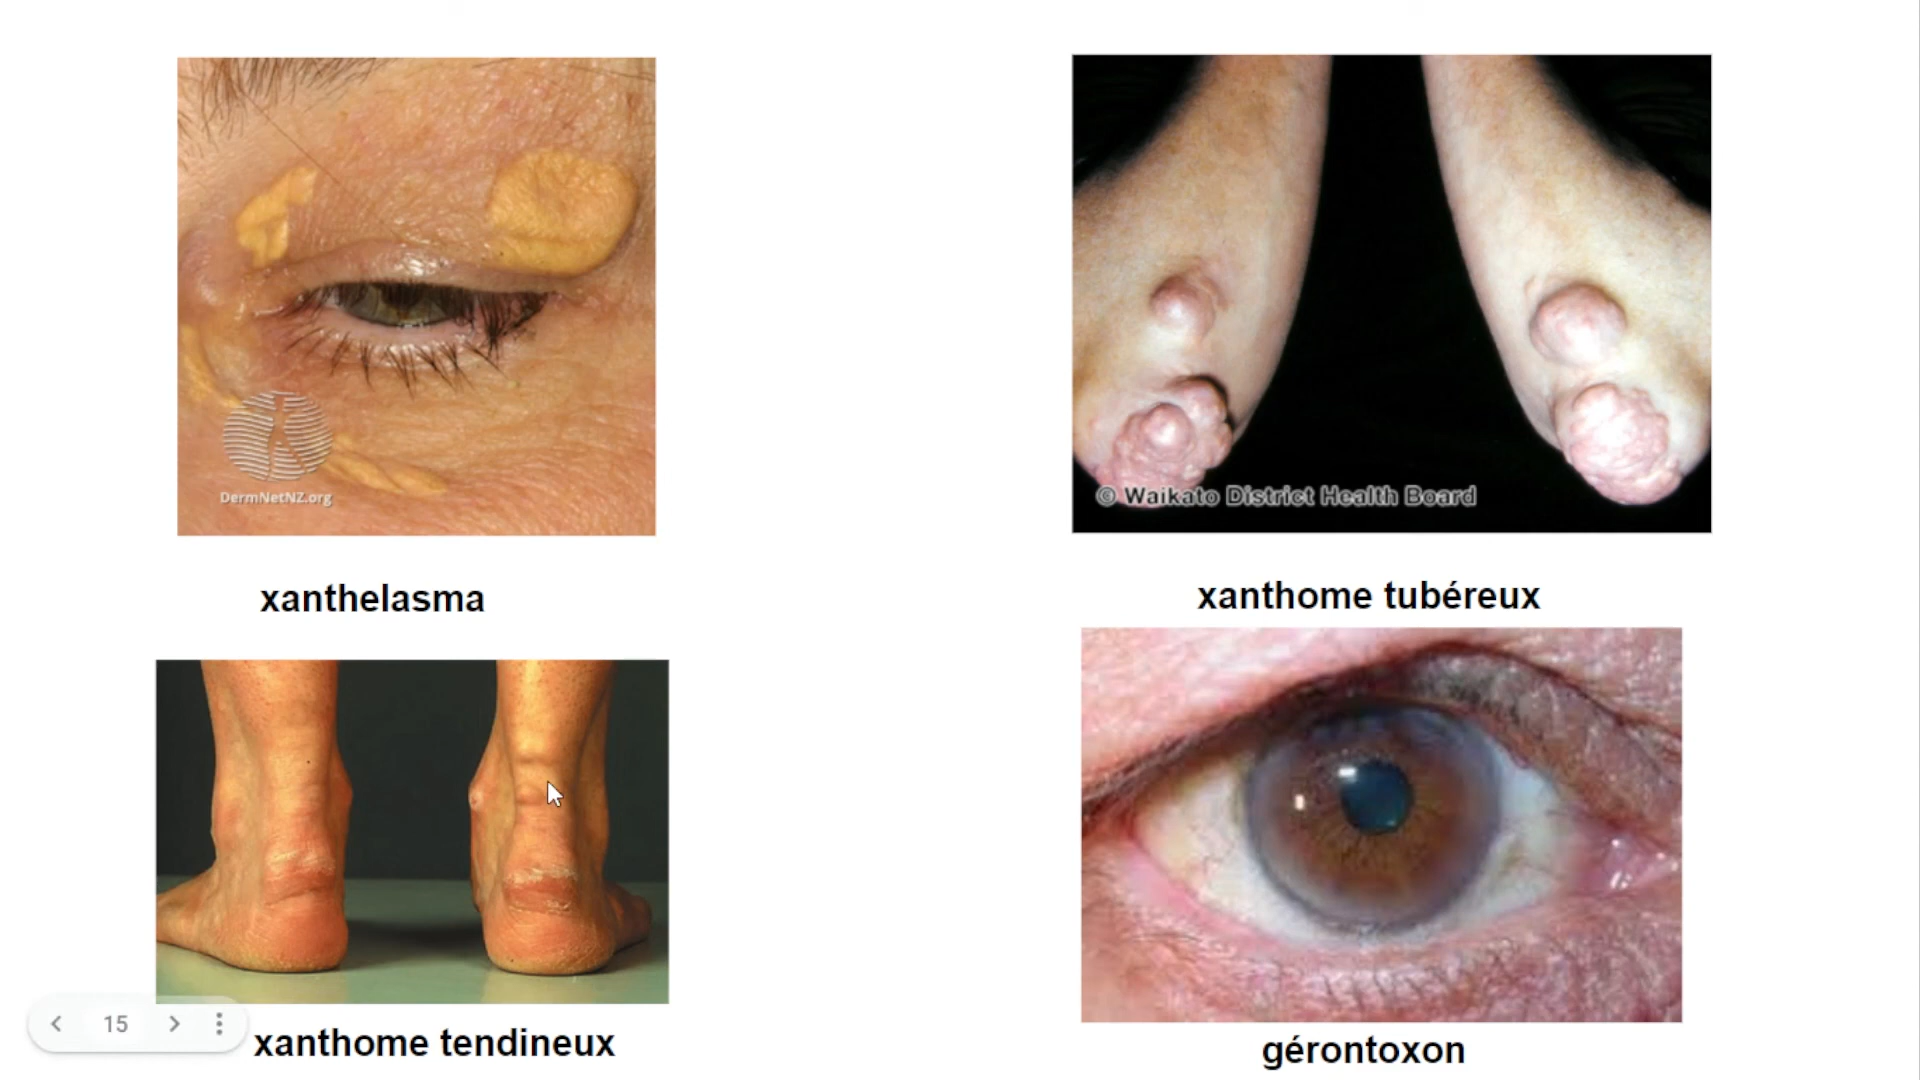 DermNetNZ.org
© Waikato District Health Board
xanthelasma
xanthome tubéreux
15
xanthome tendineux
gérontoxon